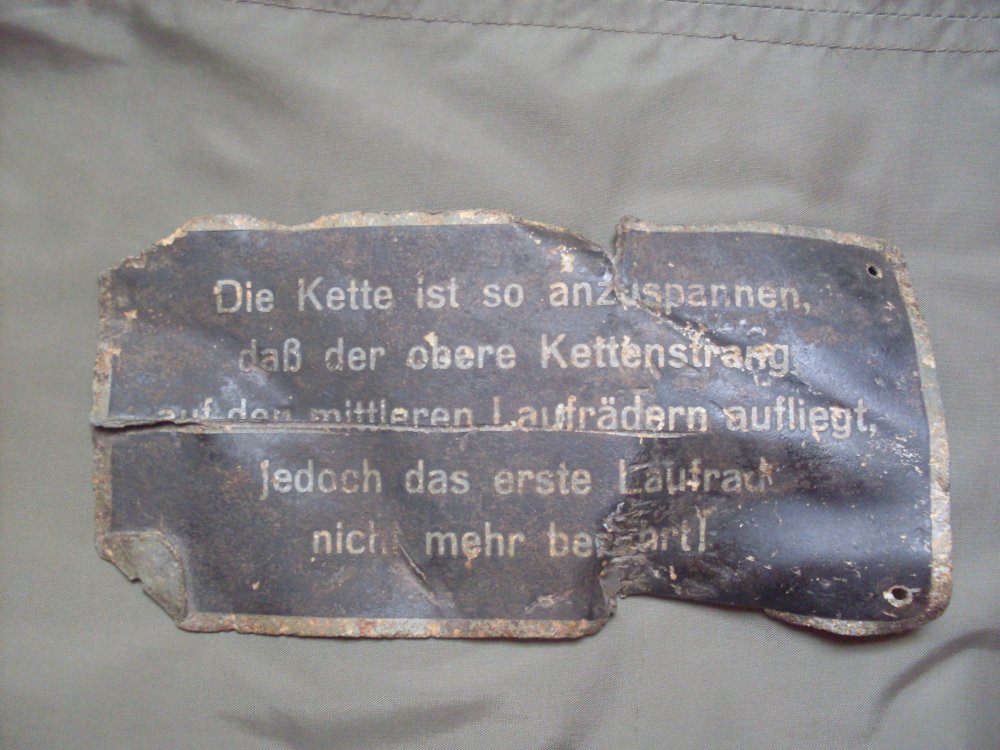 Die Kette ist so anzuspannen,
daß der obere Kettenstrang
auf den mittleren Laufrädern aufliegt,
jedoch das erste Laufrad
nicht mehr berührt!